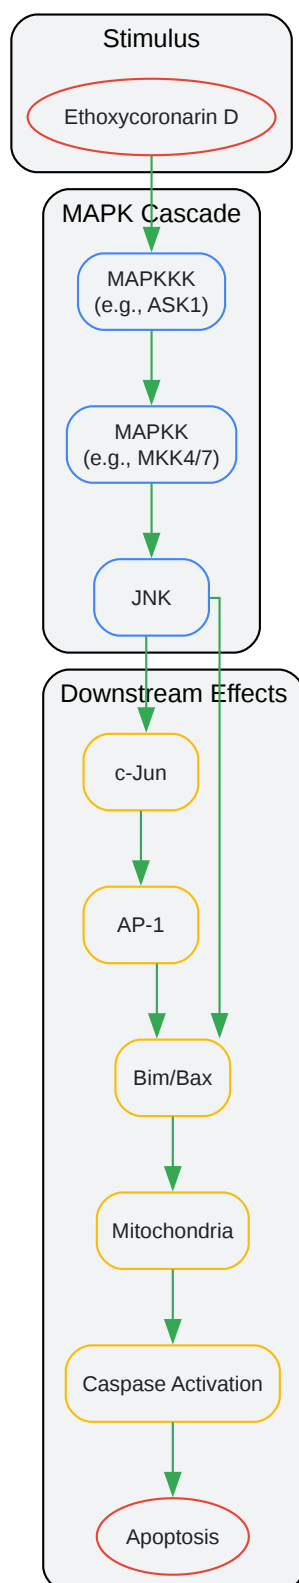 Stimulus
Ethoxycoronarin D
MAPK Cascade
MAPKKK
(e.g., ASK1)
MAPKK
(e.g., MKK4/7)
JNK
Downstream Effects
c-Jun
AP-1
Bim/Bax
Mitochondria
Caspase Activation
Apoptosis